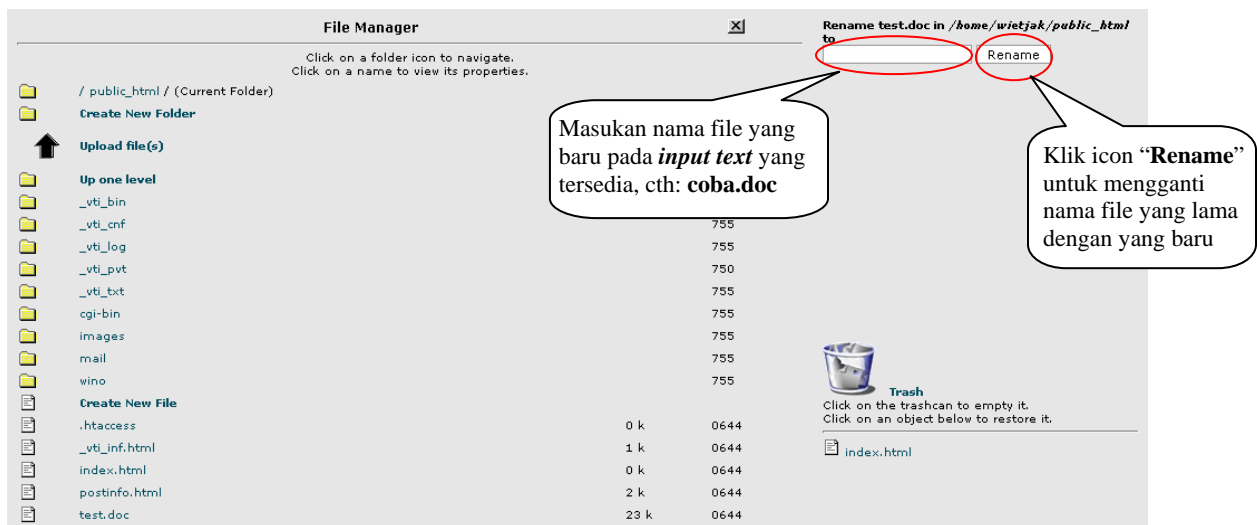 File Manager
Click on a folder icon to navigate.
Click on a name to view its properties.
/ public_html / (Current Folder)
Create New Folder
Upload file(s)
Up one level
_vti_bin
_vti_cnf 755
_vti_log 755
_vti_pvt 750
_vti_txt 755
cgi-bin 755
images 755
mail 755
wino 755
Create New File
.htaccess 0 k 0644
_vti_inf.html 1 k 0644
index.html 0 k 0644
postinfo.html 2 k 0644
test.doc 23 k 0644
Rename test.doc in /home/wietjak/public_html
to
Rename
Masukan nama file yang
baru pada input text yang
tersedia, cth: coba.doc
Klik icon “Rename”
untuk mengganti
nama file yang lama
dengan yang baru
Trash
Click on the trashcan to empty it.
Click on an object below to restore it.
index.html